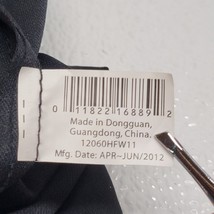 0 11822 16889 2
Made in Dongguan,
Guangdong, China.
12060HFW11
Mfg. Date: APR-JUN/2012